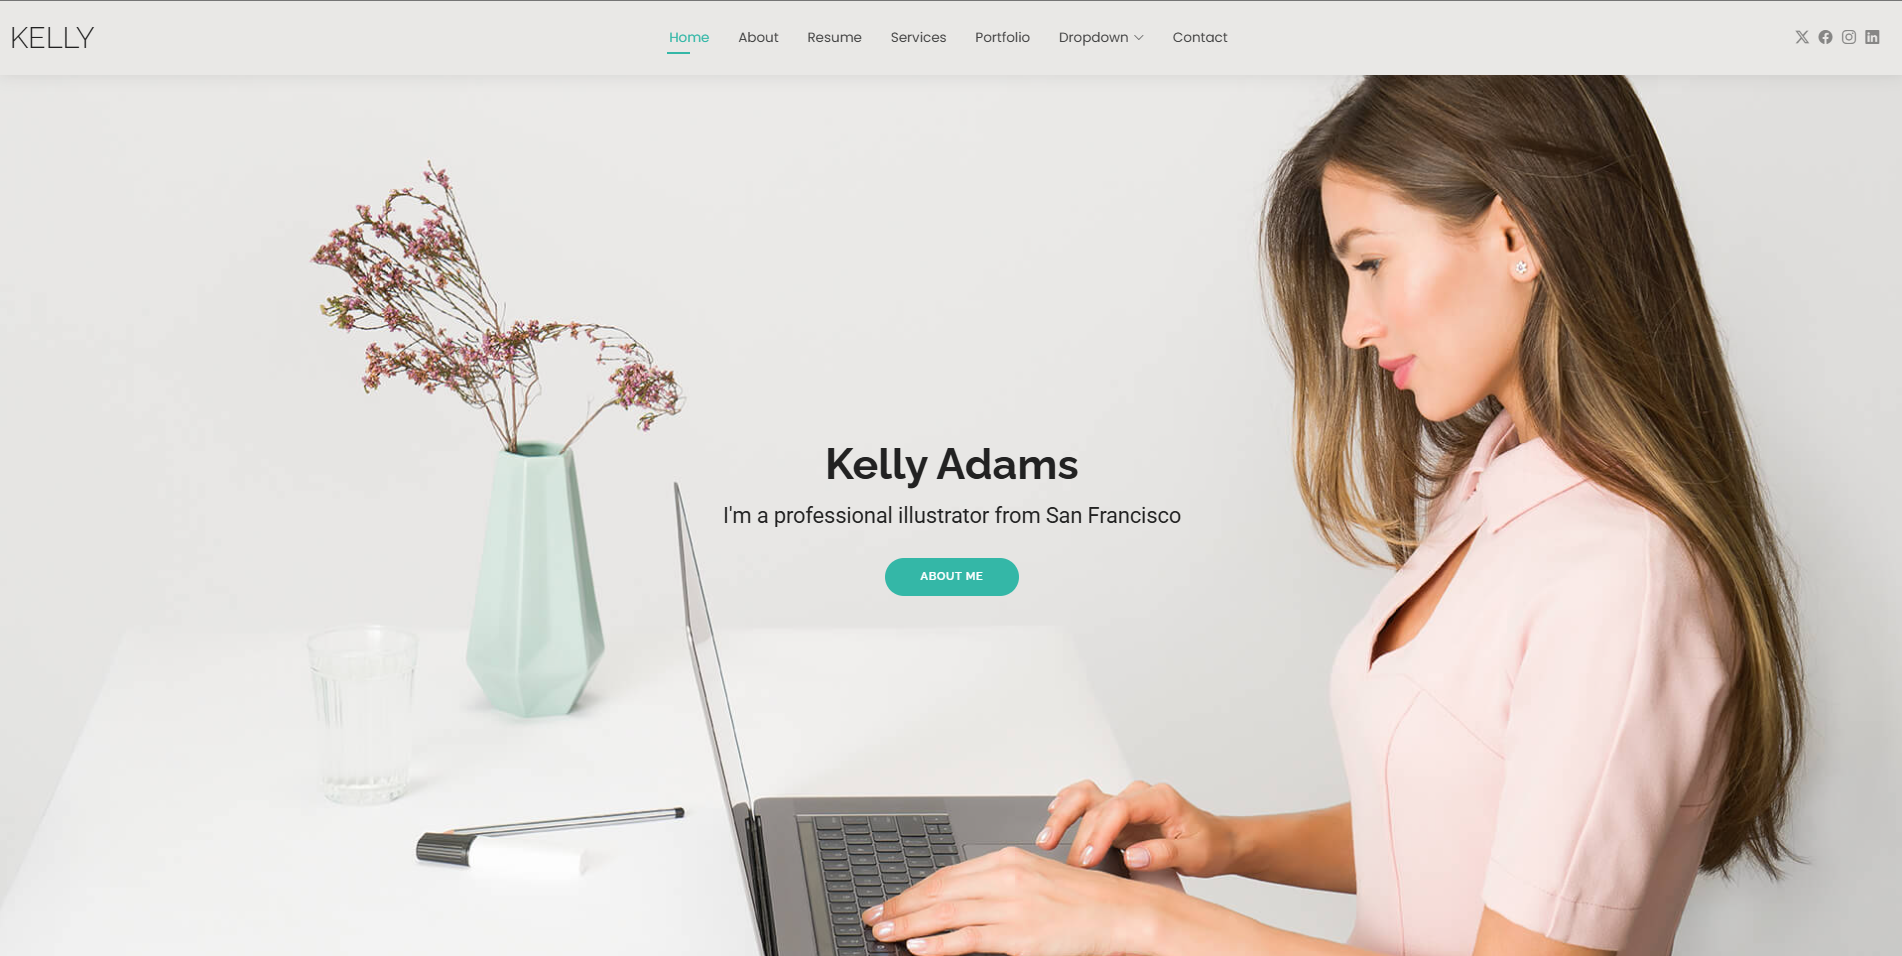 KELLY
Home About Resume Services Portfolio Dropdown Contact
Kelly Adams
I'm a professional illustrator from San Francisco
ABOUT ME